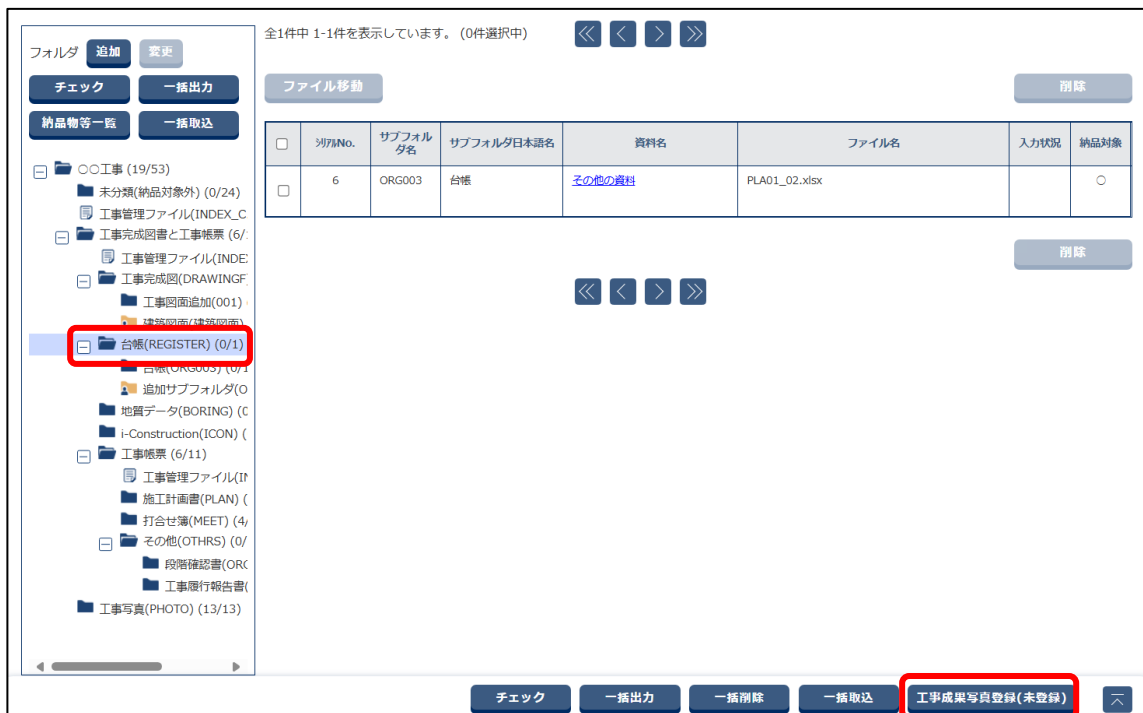 フォルダ 追加 変更
チェック 一括出力
納品物等一覧 一括取込
○○工事 (19/53)
未分類(納品対象外) (0/24)
工事管理ファイル(INDEX_C
工事完成図書と工事帳票 (6/
工事管理ファイル(INDE
工事完成図(DRAWINGF
工事図面追加(001)
建築図面(建築図面)
台帳(REGISTER) (0/1)
台帳(ORG003) (0/1
追加サブフォルダ(O
地質データ(BORING) (0
i-Construction(ICON) (
工事帳票 (6/11)
工事管理ファイル(IN
施工計画書(PLAN) (
打合せ簿(MEET) (4/
その他(OTHRS) (0/
段階確認書(ORG
工事履行報告書(
工事写真(PHOTO) (13/13)
全1件中 1-1件を表示しています。 (0件選択中)
ファイル移動 削除
ｼﾘｱﾙNo. サブフォルダ名 サブフォルダ日本語名 資料名 ファイル名 入力状況 納品対象
6 ORG003 台帳 その他の資料 PLA01_02.xlsx ○
削除
チェック 一括出力 一括削除 一括取込 工事成果写真登録(未登録)